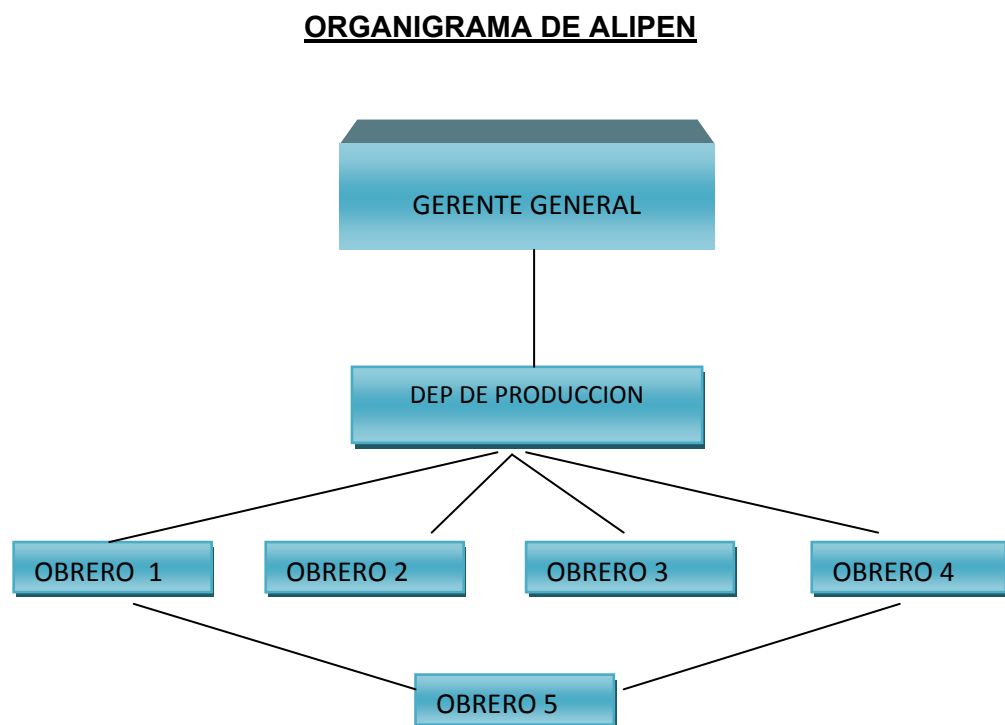 ORGANIGRAMA DE ALIPEN
GERENTE GENERAL
DEP DE PRODUCCION
OBRERO 1
OBRERO 2
OBRERO 3
OBRERO 4
OBRERO 5